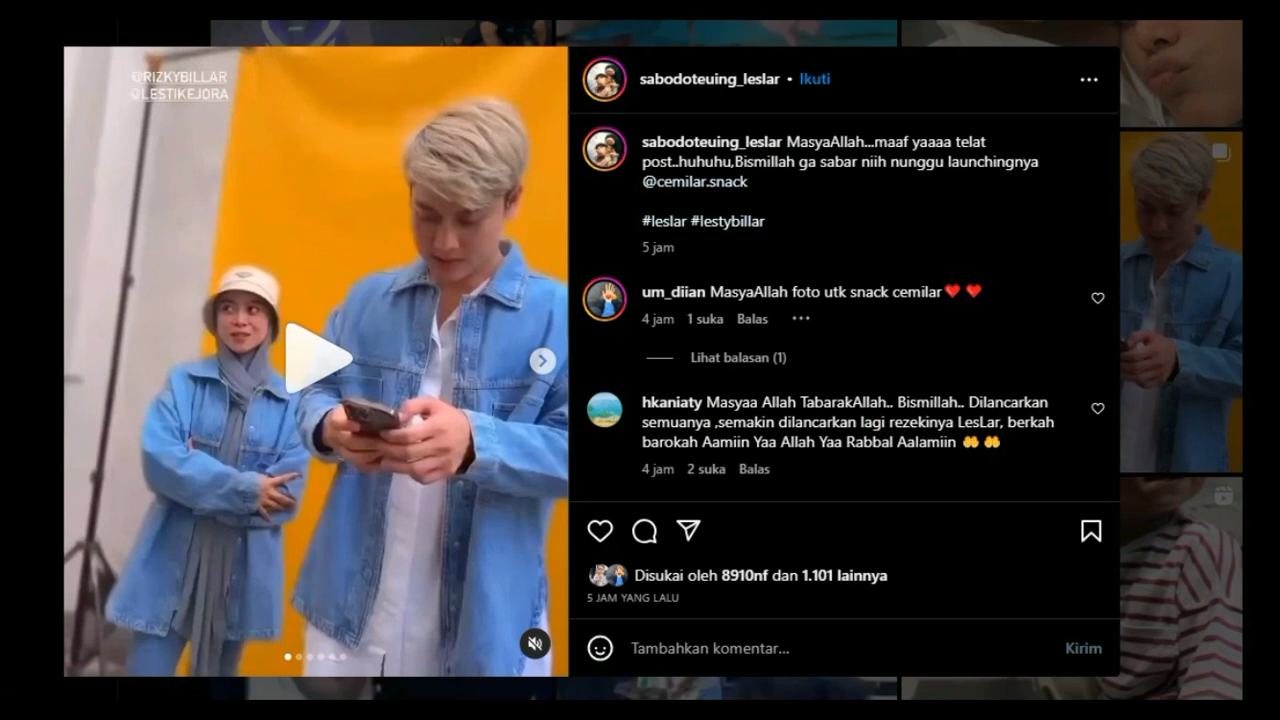 @RIZKYBILLAR
@LESTIKEJORA
sabodoteuing_leslar • Ikuti
sabodoteuing_leslar MasyaAllah...maaf yaaaa telat
post..huhuhu,Bismillah ga sabar niih nunggu launchingnya
@cemilar.snack
#leslar #lestybillar
5 jam
um_diian MasyaAllah foto utk snack cemilar❤️ ❤️
4 jam 1 suka Balas •••
Lihat balasan (1)
hkaniaty Masyaa Allah TabarakAllah.. Bismillah.. Dilancarkan
semuanya ,semakin dilancarkan lagi rezekinya LesLar, berkah
barokah Aamiin Yaa Allah Yaa Rabbal Aalamiin 🤲 🤲
4 jam 2 suka Balas
Disukai oleh 8910nf dan 1.101 lainnya
5 JAM YANG LALU
Tambahkan komentar...
Kirim